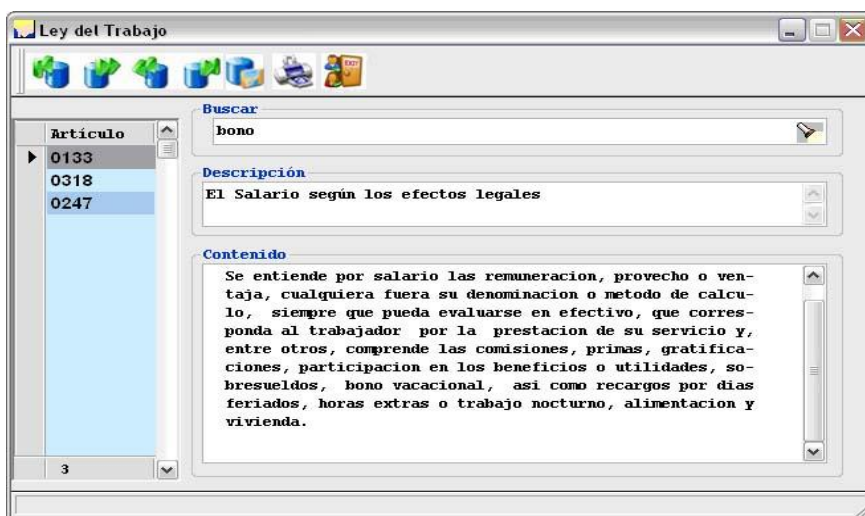 Ley del Trabajo
EXIT
Artículo
0133
0318
0247
3
Buscar
bono
Descripción
El Salario según los efectos legales
Contenido
Se entiende por salario las remuneracion, provecho o ven-
taja, cualquiera fuera su denominacion o metodo de calcu-
lo, siempre que pueda evaluarse en efectivo, que corres-
ponda al trabajador por la prestacion de su servicio y,
entre otros, comprende las comisiones, primas, gratifica-
ciones, participacion en los beneficios o utilidades, so-
bresueldos, bono vacacional, asi como recargos por dias
feriados, horas extras o trabajo nocturno, alimentacion y
vivienda.